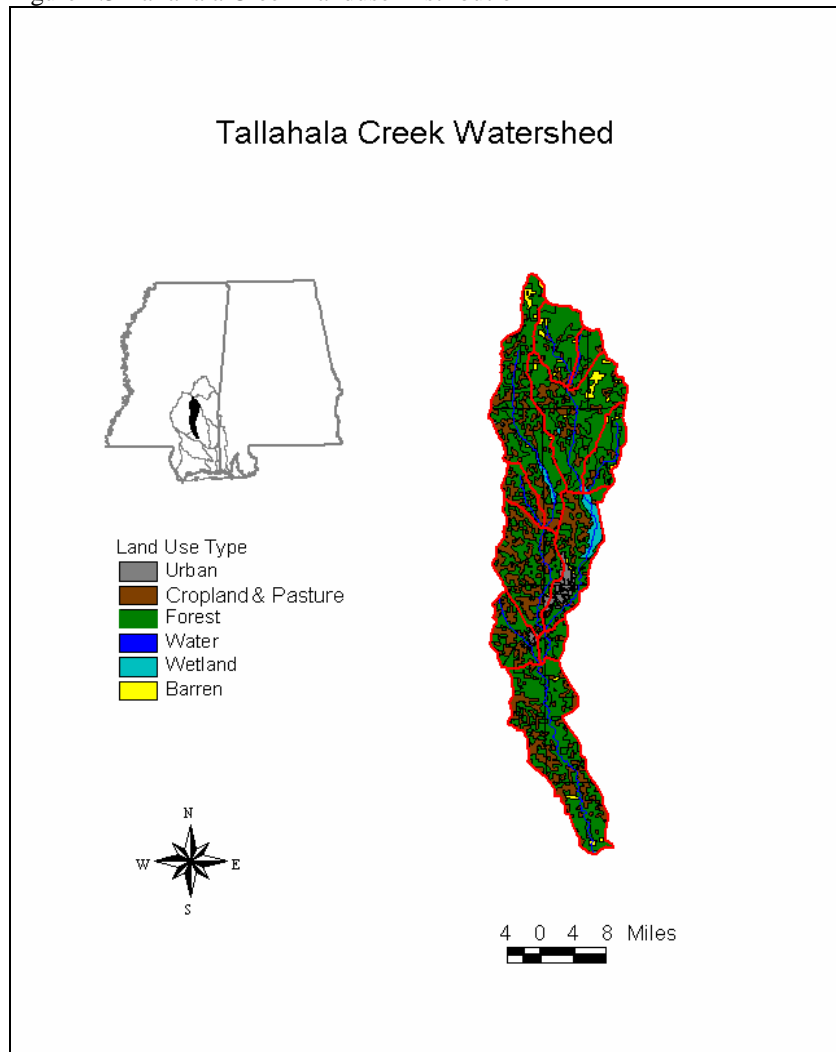 Tallahala Creek Watershed
Land Use Type
Urban
Cropland & Pasture
Forest
Water
Wetland
Barren
N
W E
S
4 0 4 8 Miles